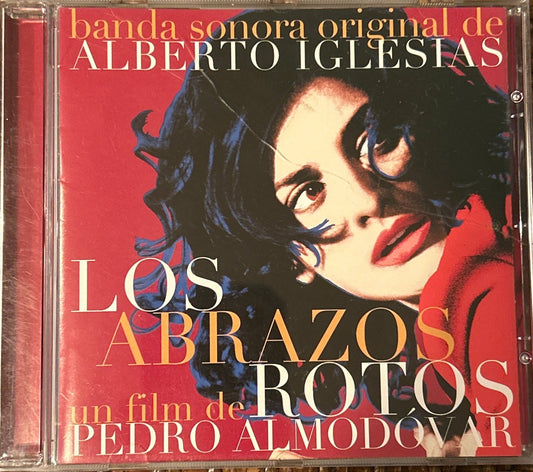 banda sonora original de
ALBERTO IGLESIAS
LOS
ABRAZOS
ROTOS
un film de
PEDRO ALMODÓVAR